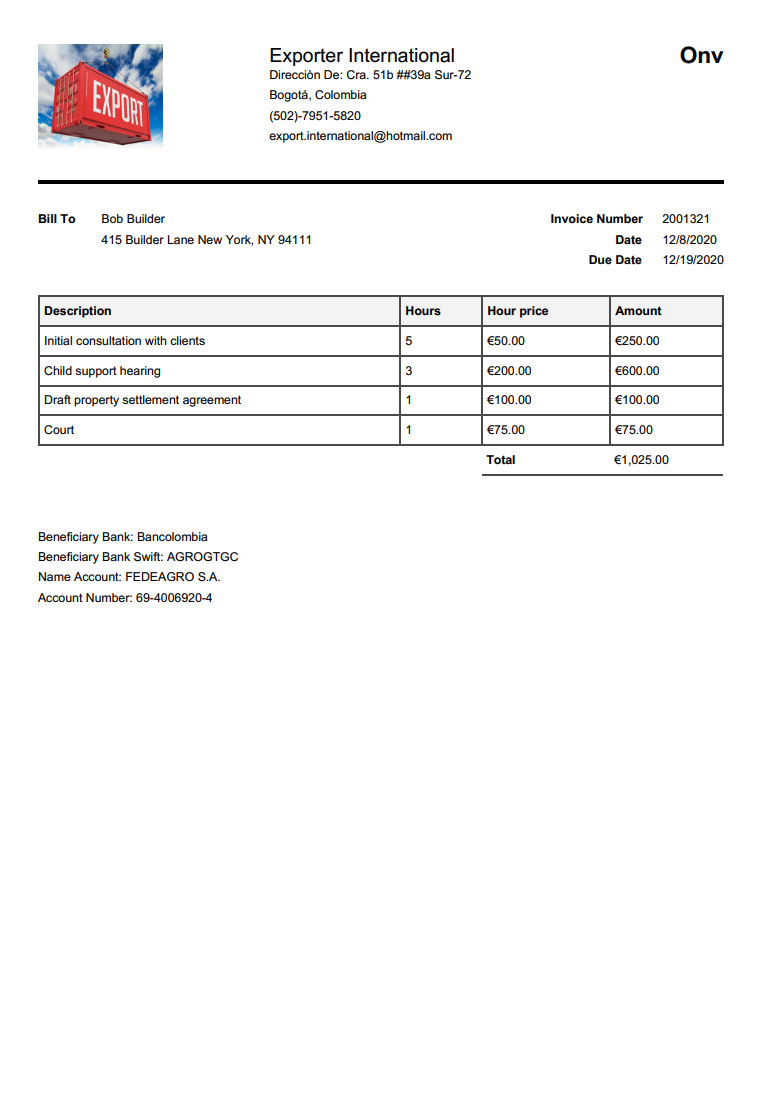 EXPORT
Exporter International
Direcciòn De: Cra. 51b ##39a Sur-72
Bogotá, Colombia
(502)-7951-5820
export.international@hotmail.com
Onv
Bill To Bob Builder
415 Builder Lane New York, NY 94111
Invoice Number 2001321
Date 12/8/2020
Due Date 12/19/2020
Description Hours Hour price Amount
Initial consultation with clients 5 €50.00 €250.00
Child support hearing 3 €200.00 €600.00
Draft property settlement agreement 1 €100.00 €100.00
Court 1 €75.00 €75.00
Total €1,025.00
Beneficiary Bank: Bancolombia
Beneficiary Bank Swift: AGROGTGC
Name Account: FEDEAGRO S.A.
Account Number: 69-4006920-4